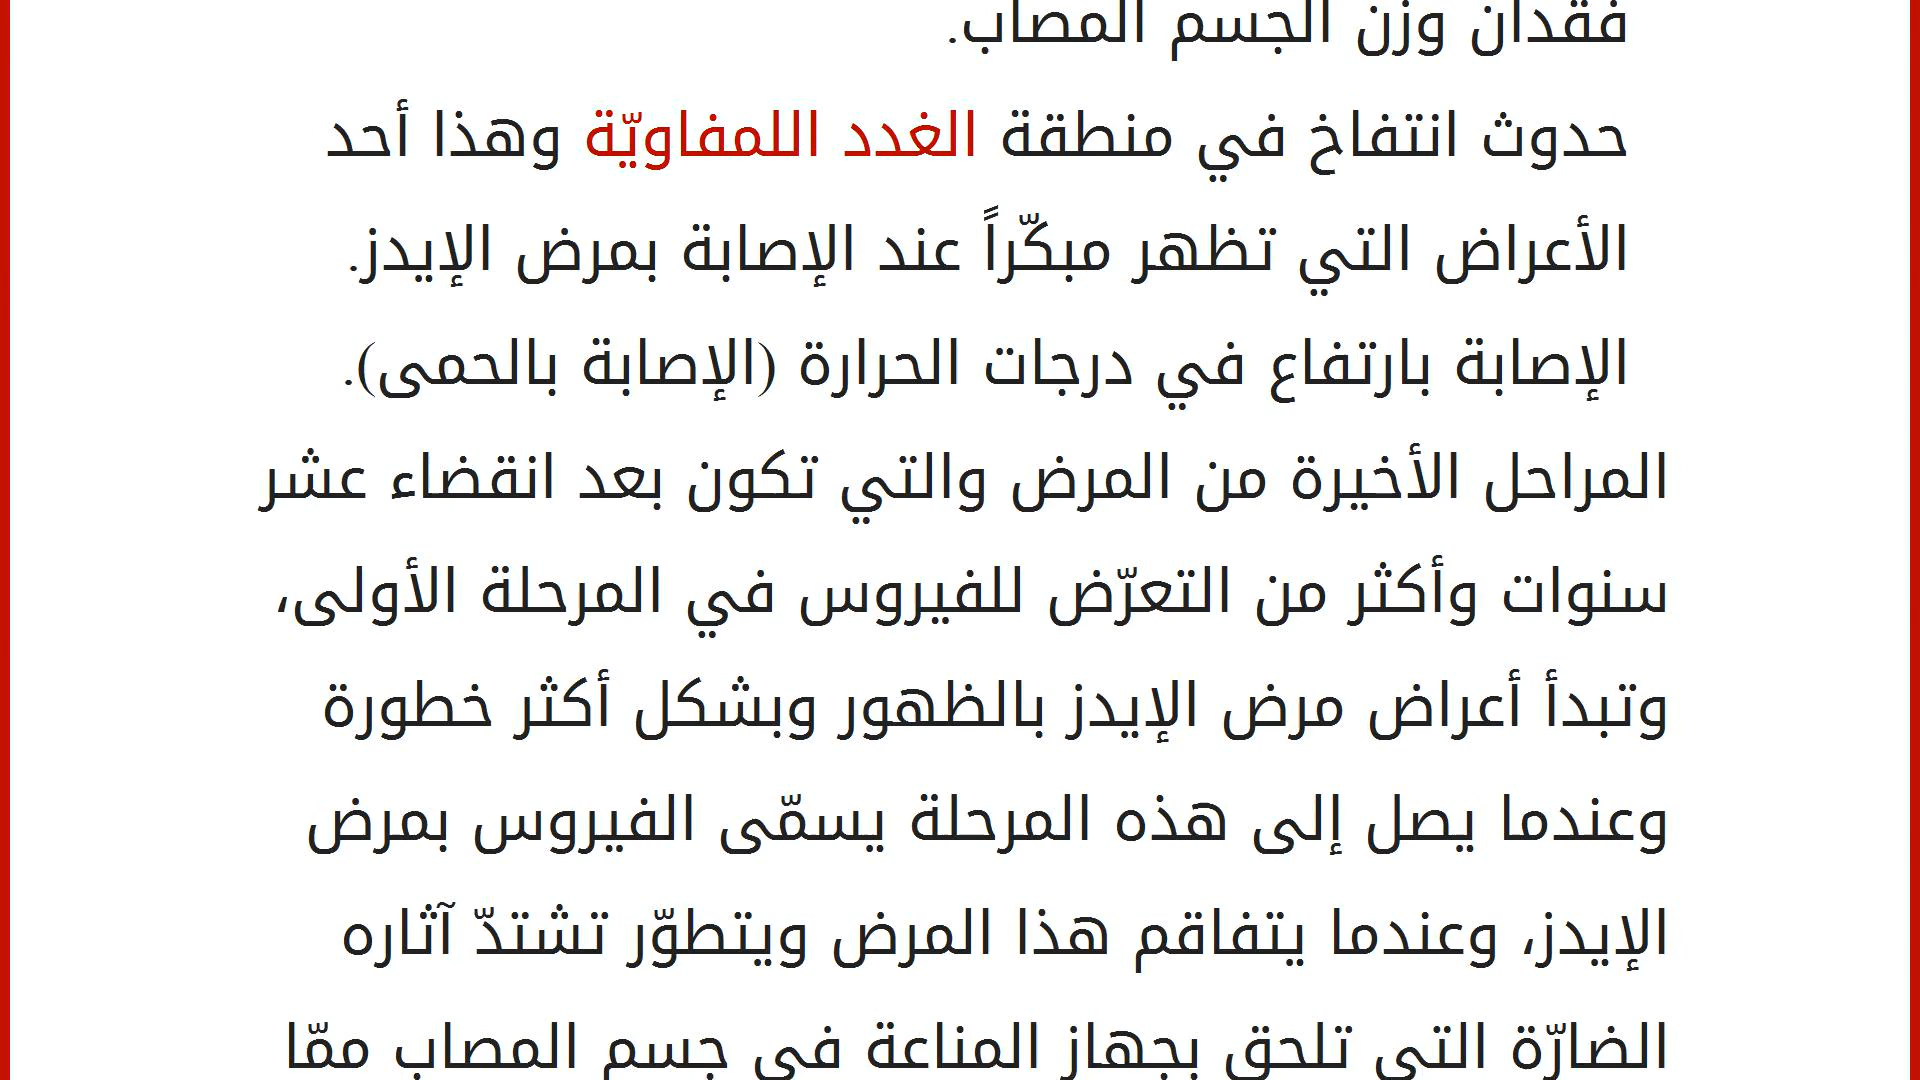 فقدان وزن الجسم المصاب.
حدوث انتفاخ في منطقة الغدد اللمفاويّة وهذا أحد
الأعراض التي تظهر مبكّراً عند الإصابة بمرض الإيدز.
الإصابة بارتفاع في درجات الحرارة (الإصابة بالحمى).
المراحل الأخيرة من المرض والتي تكون بعد انقضاء عشر
سنوات وأكثر من التعرّض للفيروس في المرحلة الأولى،
وتبدأ أعراض مرض الإيدز بالظهور وبشكل أكثر خطورة
وعندما يصل إلى هذه المرحلة يسمّى الفيروس بمرض
الإيدز، وعندما يتفاقم هذا المرض ويتطوّر تشتدّ آثاره
الضارّة التي تلحق بجهاز المناعة في جسم المصاب ممّا